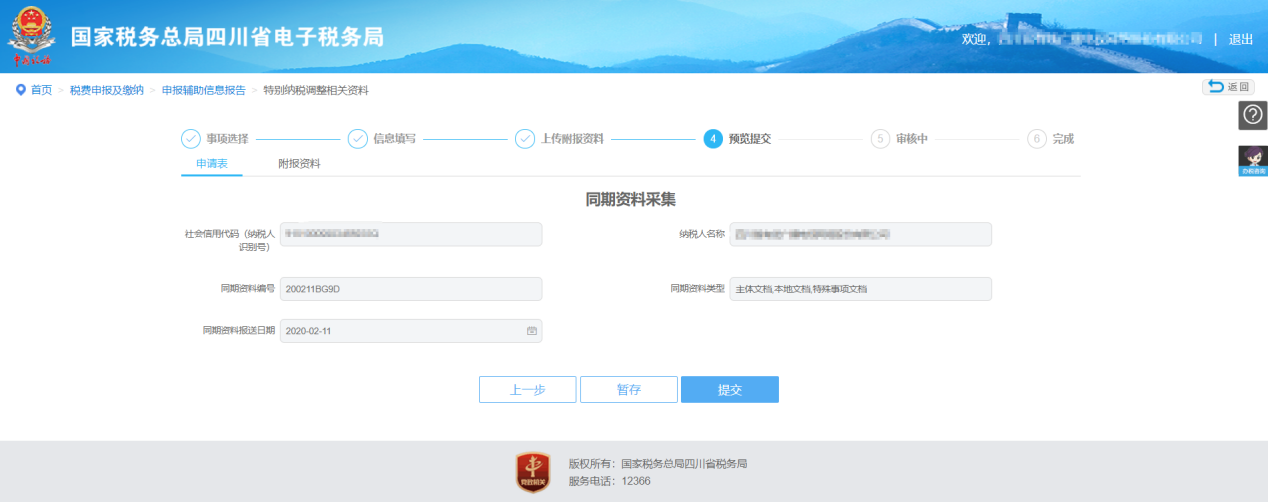 国家税务总局四川省电子税务局
欢迎, | 退出
首页 > 税费申报及缴纳 > 申报辅助信息报告 > 特别纳税调整相关资料
返回
事项选择 信息填写 上传附报资料 4 预览提交 5 审核中 6 完成
申请表 附报资料
同期资料采集
社会信用代码（纳税人
识别号）
纳税人名称
同期资料编号 200211BG9D
同期资料类型 主体文档,本地文档,特殊事项文档
同期资料报送日期 2020-02-11
上一步 暂存 提交
党政机关
版权所有：国家税务总局四川省税务局
服务电话：12366